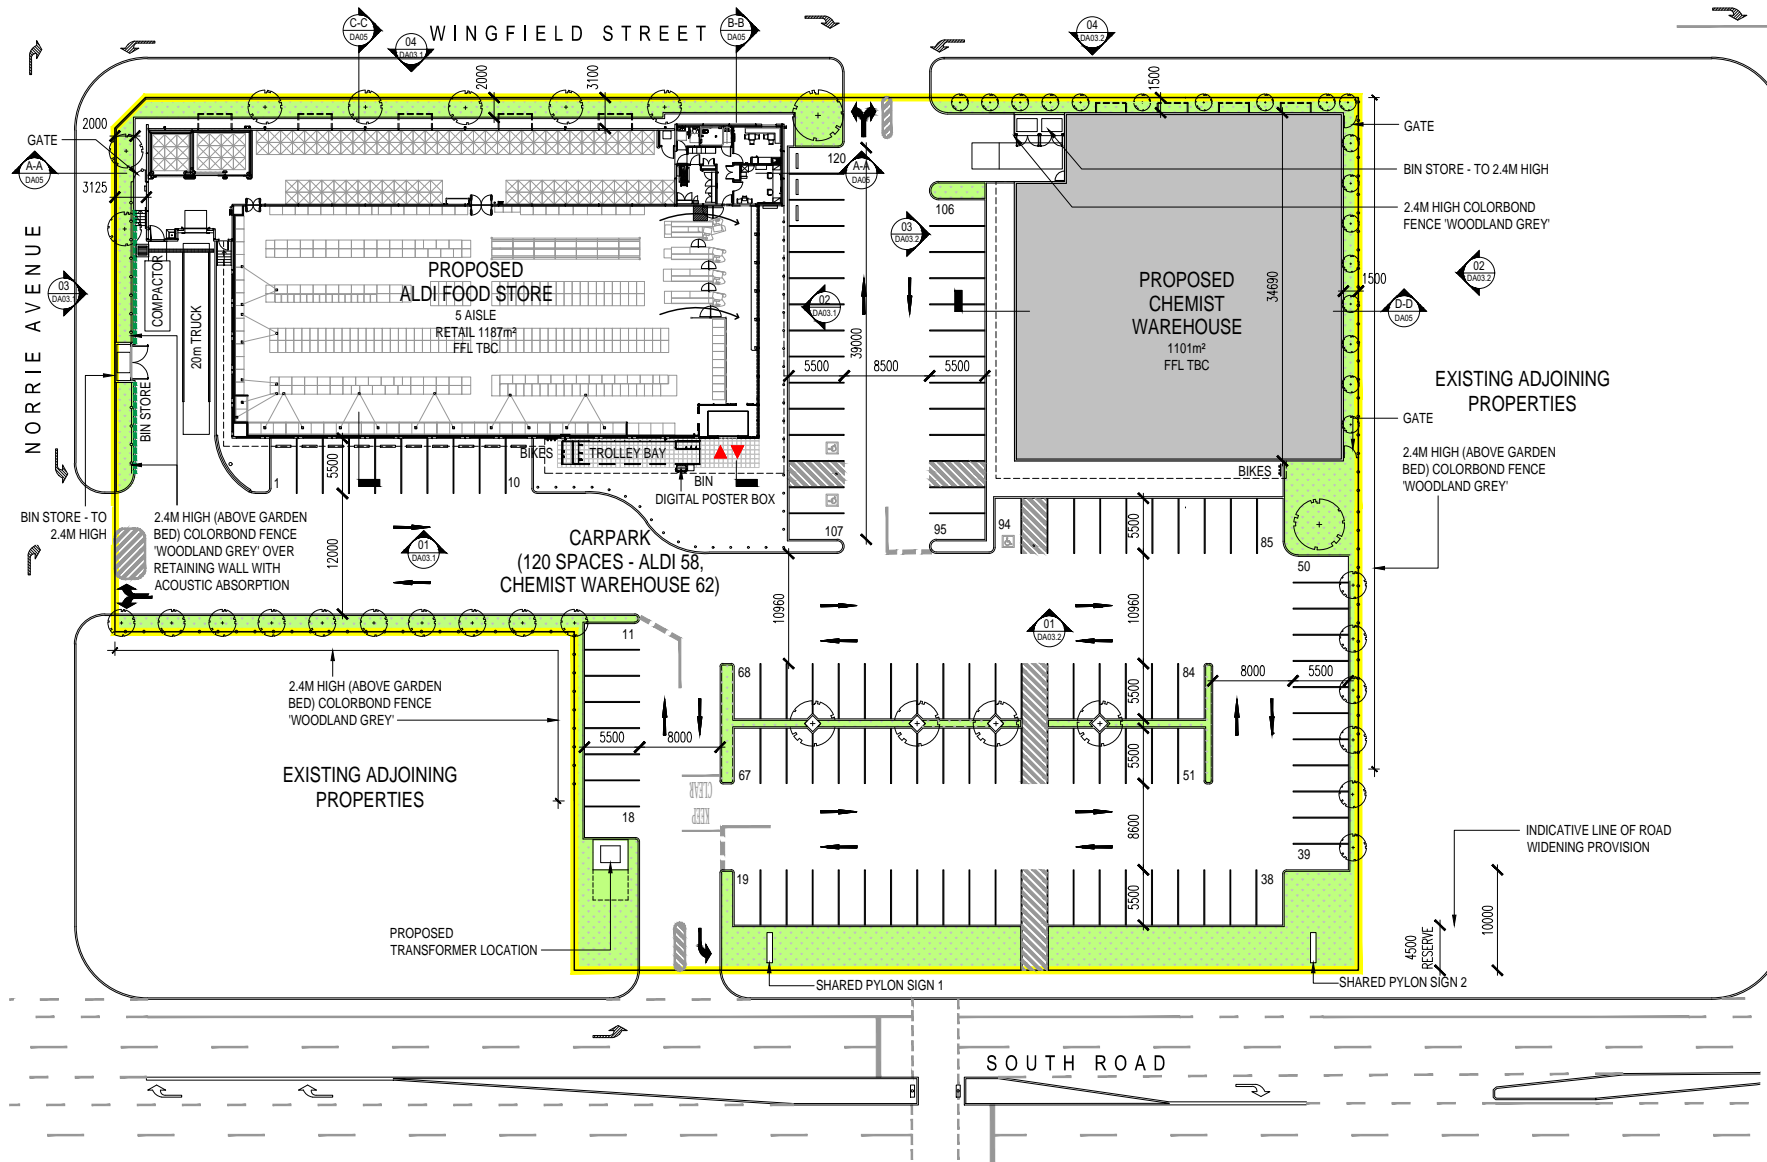 WINGFIELD STREET
C-C
DA05
04
DA03.1
B-B
DA05
04
DA03.2
2000
3100
1500
2000
GATE
A-A
DA05
3125
NORRIE AVENUE
03
DA03.1
COMPACTOR
20m TRUCK
BIN STORE
PROPOSED
ALDI FOOD STORE
5 AISLE
RETAIL 1187m²
FFL TBC
120
A-A
DA05
106
03
DA03.2
02
DA03.1
39000
5500
8500
5500
PROPOSED
CHEMIST
WAREHOUSE
1101m²
FFL TBC
34690
GATE
BIN STORE - TO 2.4M HIGH
2.4M HIGH COLORBOND
FENCE 'WOODLAND GREY'
02
DA03.2
1500
D-D
DA05
EXISTING ADJOINING
PROPERTIES
GATE
2.4M HIGH (ABOVE GARDEN
BED) COLORBOND FENCE
'WOODLAND GREY'
BIKES
BIKES
TROLLEY BAY
BIN
DIGITAL POSTER BOX
5500
1
10
107
95
94
85
50
BIN STORE - TO
2.4M HIGH
2.4M HIGH (ABOVE GARDEN
BED) COLORBOND FENCE
'WOODLAND GREY' OVER
RETAINING WALL WITH
ACOUSTIC ABSORPTION
12000
01
DA03.1
CARPARK
(120 SPACES - ALDI 58,
CHEMIST WAREHOUSE 62)
5500
10960
10960
01
DA03.2
11
68
84
8000
5500
5500
2.4M HIGH (ABOVE GARDEN
BED) COLORBOND FENCE
'WOODLAND GREY'
5500
8000
5500
EXISTING ADJOINING
PROPERTIES
67
51
KEEP
CLEAR
18
8600
39
19
38
5500
PROPOSED
TRANSFORMER LOCATION
INDICATIVE LINE OF ROAD
WIDENING PROVISION
4500
RESERVE
10000
SHARED PYLON SIGN 1
SHARED PYLON SIGN 2
SOUTH ROAD